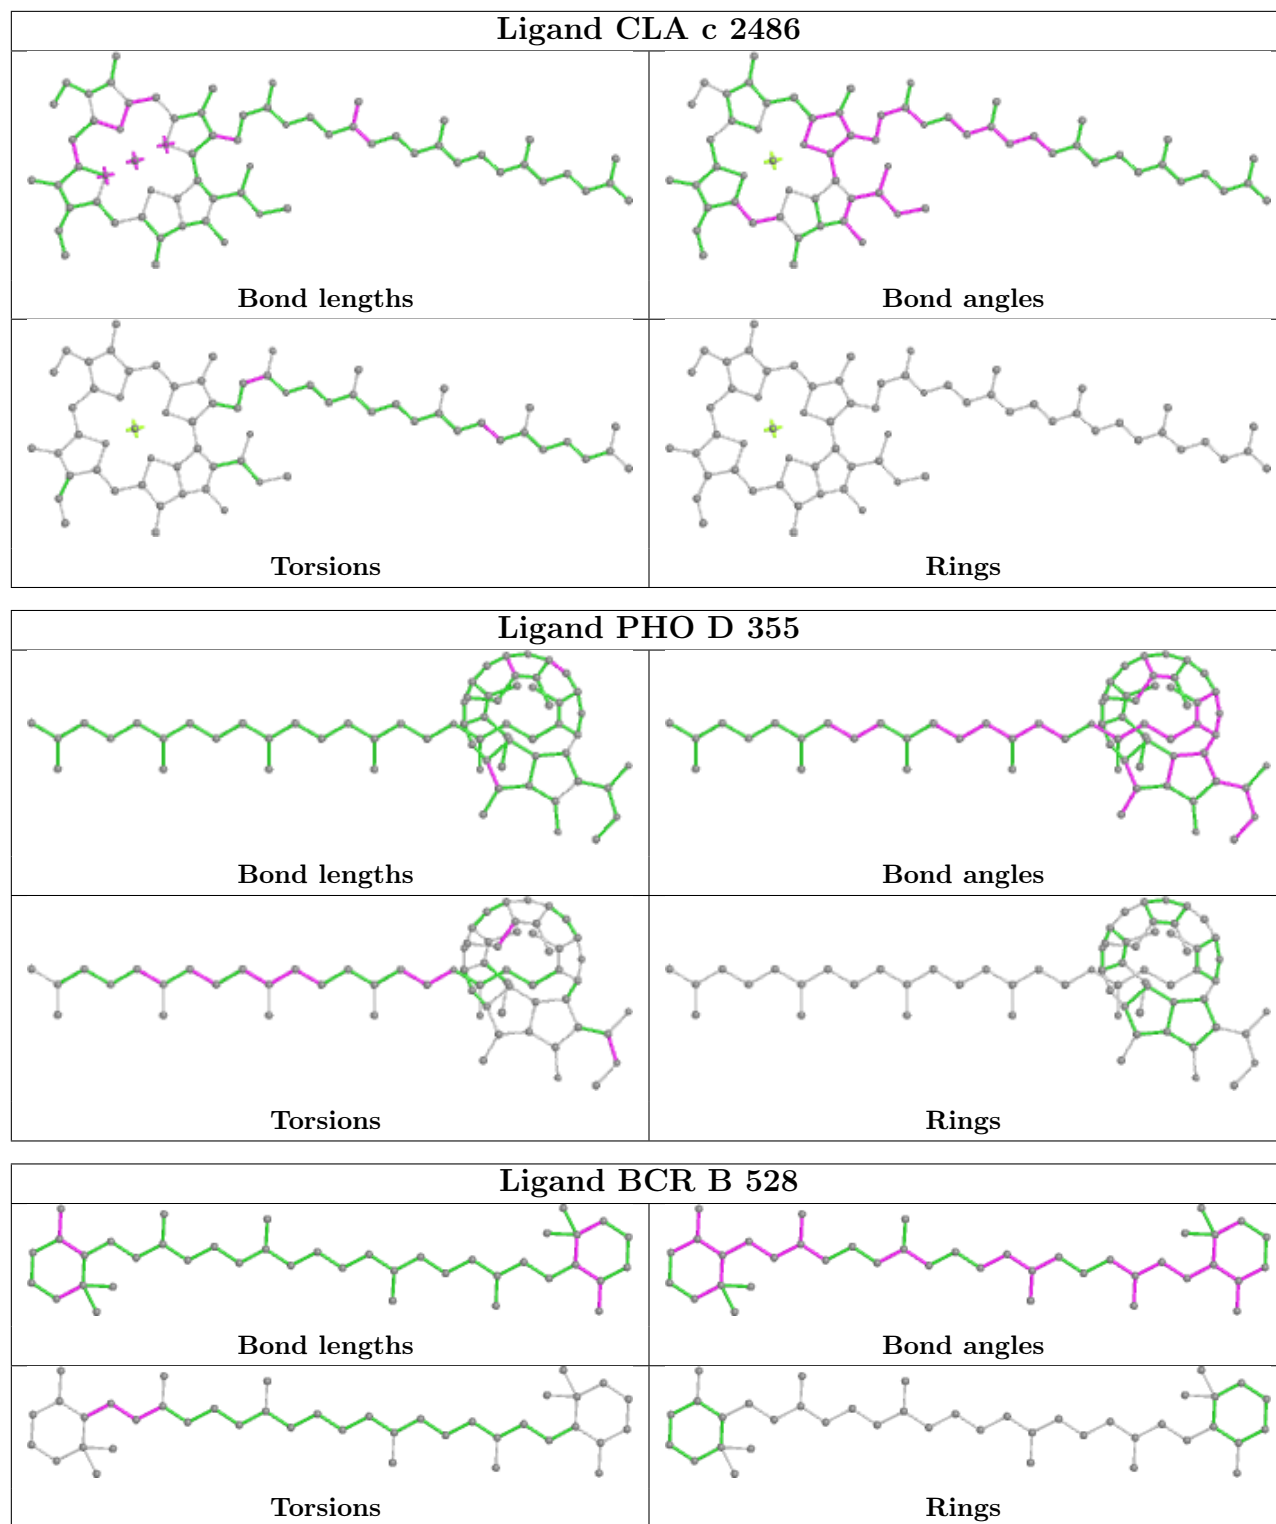 Ligand CLA c 2486
Bond lengths
Bond angles
Torsions
Rings
Ligand PHO D 355
Bond lengths
Bond angles
Torsions
Rings
Ligand BCR B 528
Bond lengths
Bond angles
Torsions
Rings